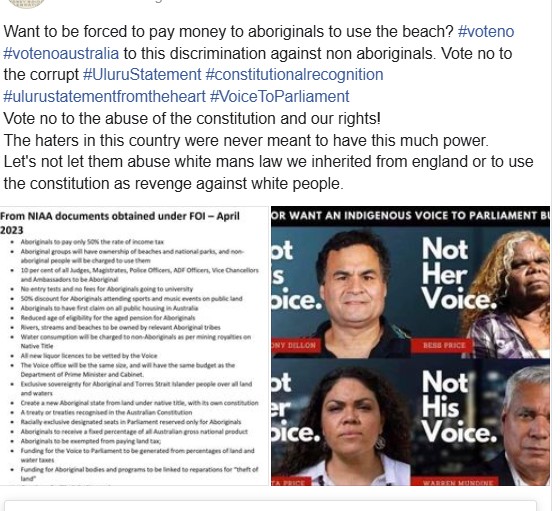 Want to be forced to pay money to aboriginals to use the beach? #voteno
#votenoaustralia to this discrimination against non aboriginals. Vote no to
the corrupt #UluruStatement #constitutionalrecognition
#ulurustatementfromtheheart #VoiceToParliament
Vote no to the abuse of the constitution and our rights!
The haters in this country were never meant to have this much power.
Let's not let them abuse white mans law we inherited from england or to use
the constitution as revenge against white people.
From NIAA documents obtained under FOI – April
2023
• Aboriginals to pay only 50% the rate of income tax
• Aboriginal groups will have ownership of beaches and national parks, and non-
aboriginal people will be charged to use them
• 10 per cent of all Judges, Magistrates, Police Officers, ADF Officers, Vice Chancellors
and Ambassadors to be Aboriginal
• No entry tests and no fees for Aboriginals going to university
• 50% discount for Aboriginals attending sports and music events on public land
• Aboriginals to have first claim on all public housing in Australia
• Reduced age of eligibility for the aged pension for Aboriginals
• Rivers, streams and beaches to be owned by relevant Aboriginal tribes
• Water consumption will be charged to non-Aboriginals as per mining royalties on
Native Title
• All new liquor licences to be vetted by the Voice
• The Voice office will be the same size, and will have the same budget as the
Department of Prime Minister and Cabinet.
• Exclusive sovereignty for Aboriginal and Torres Strait Islander people over all land
and waters
• Create a new Aboriginal state from land under native title, with its own constitution
• A treaty or treaties recognised in the Australian Constitution
• Racially exclusive designated seats in Parliament reserved only for Aboriginals
• Aboriginals to receive a fixed percentage of all Australian gross national product
• Aboriginals to be exempted from paying land tax;
• Funding for the Voice to Parliament to be generated from percentages of land and
water taxes
• Funding for Aboriginal bodies and programs to be linked to reparations for "theft of
land"
OR WANT AN INDIGENOUS VOICE TO PARLIAMENT BU
ot
s
oice.
NY DILLON
Not
Her
Voice.
BESS PRICE
ot
er
oice.
TA PRICE
Not
His
Voice.
WARREN MUNDINE